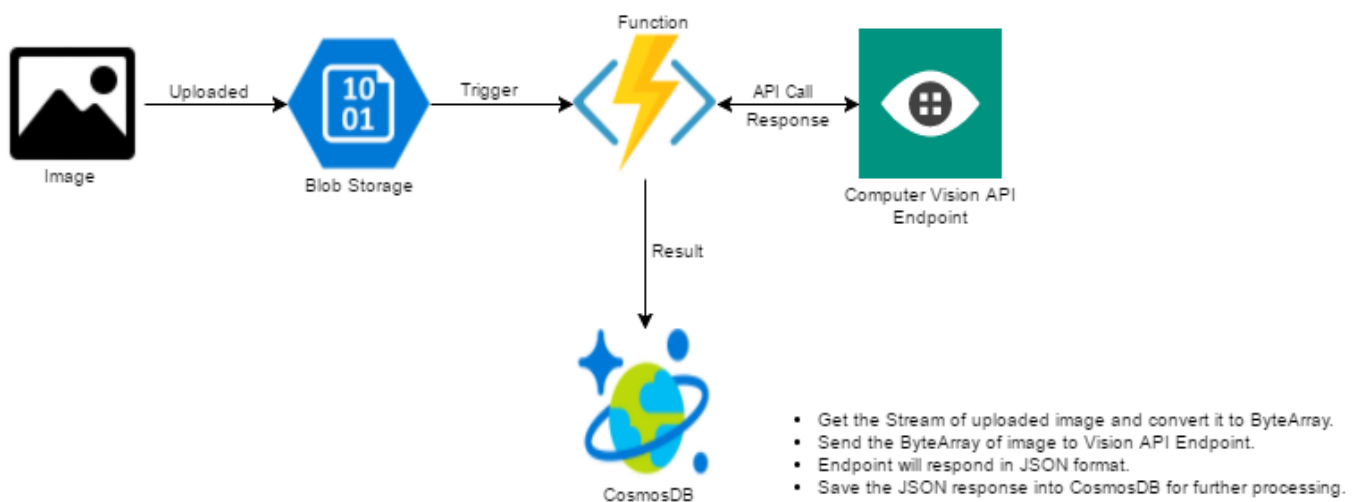 Function
Uploaded
10
01
Trigger
API Call
Response
Image
Blob Storage
Computer Vision API
Endpoint
Result
CosmosDB
• Get the Stream of uploaded image and convert it to ByteArray.
• Send the ByteArray of image to Vision API Endpoint.
• Endpoint will respond in JSON format.
• Save the JSON response into CosmosDB for further processing.